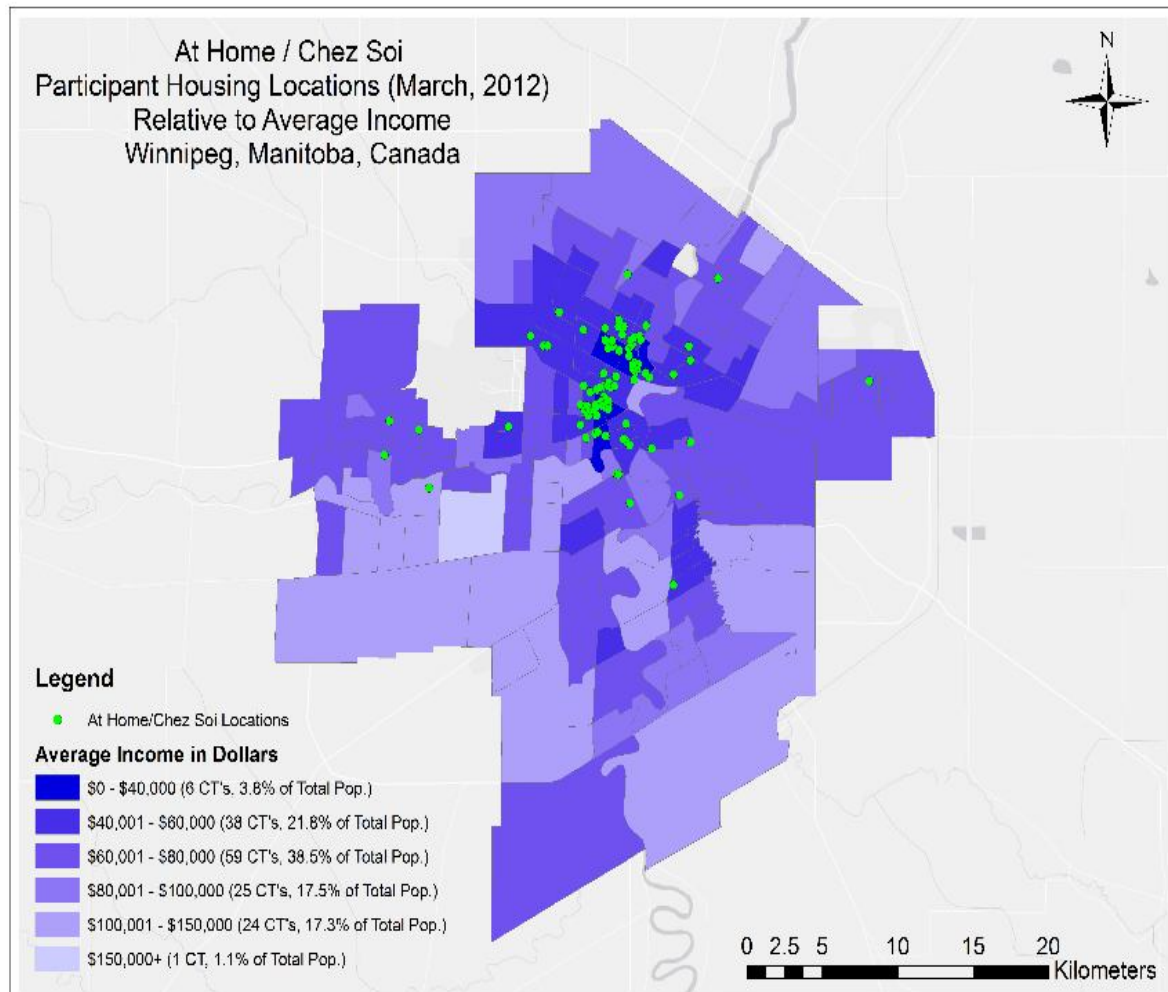 At Home / Chez Soi
Participant Housing Locations (March, 2012)
Relative to Average Income
Winnipeg, Manitoba, Canada
N
Legend
At Home/Chez Soi Locations
Average Income in Dollars
$0 - $40,000 (6 CT's, 3.8% of Total Pop.)
$40,001 - $60,000 (38 CT's, 21.8% of Total Pop.)
$60,001 - $80,000 (59 CT's, 38.5% of Total Pop.)
$80,001 - $100,000 (25 CT's, 17.5% of Total Pop.)
$100,001 - $150,000 (24 CT's, 17.3% of Total Pop.)
$150,000+ (1 CT, 1.1% of Total Pop.)
0 2.5 5 10 15 20
Kilometers